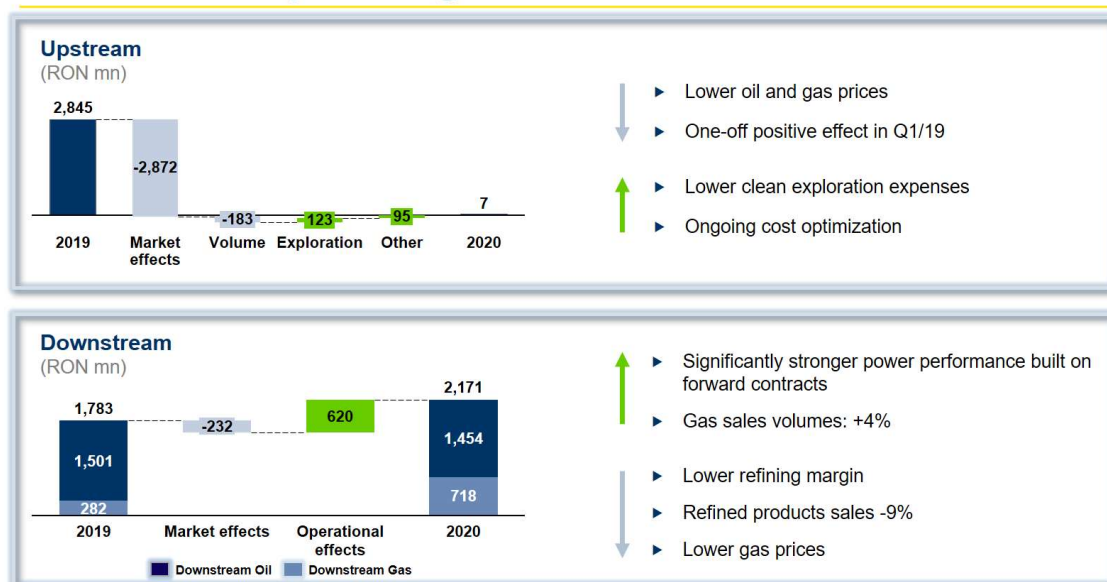 Upstream
(RON mn)
2,845
-2,872
-183
123
95
7
2019
Market effects
Volume
Exploration
Other
2020
► Lower oil and gas prices
► One-off positive effect in Q1/19
► Lower clean exploration expenses
► Ongoing cost optimization
Downstream
(RON mn)
1,783
1,501
282
-232
620
2,171
1,454
718
2019
Market effects
Operational
effects
2020
Downstream Oil
Downstream Gas
► Significantly stronger power performance built on
forward contracts
► Gas sales volumes: +4%
► Lower refining margin
► Refined products sales -9%
► Lower gas prices